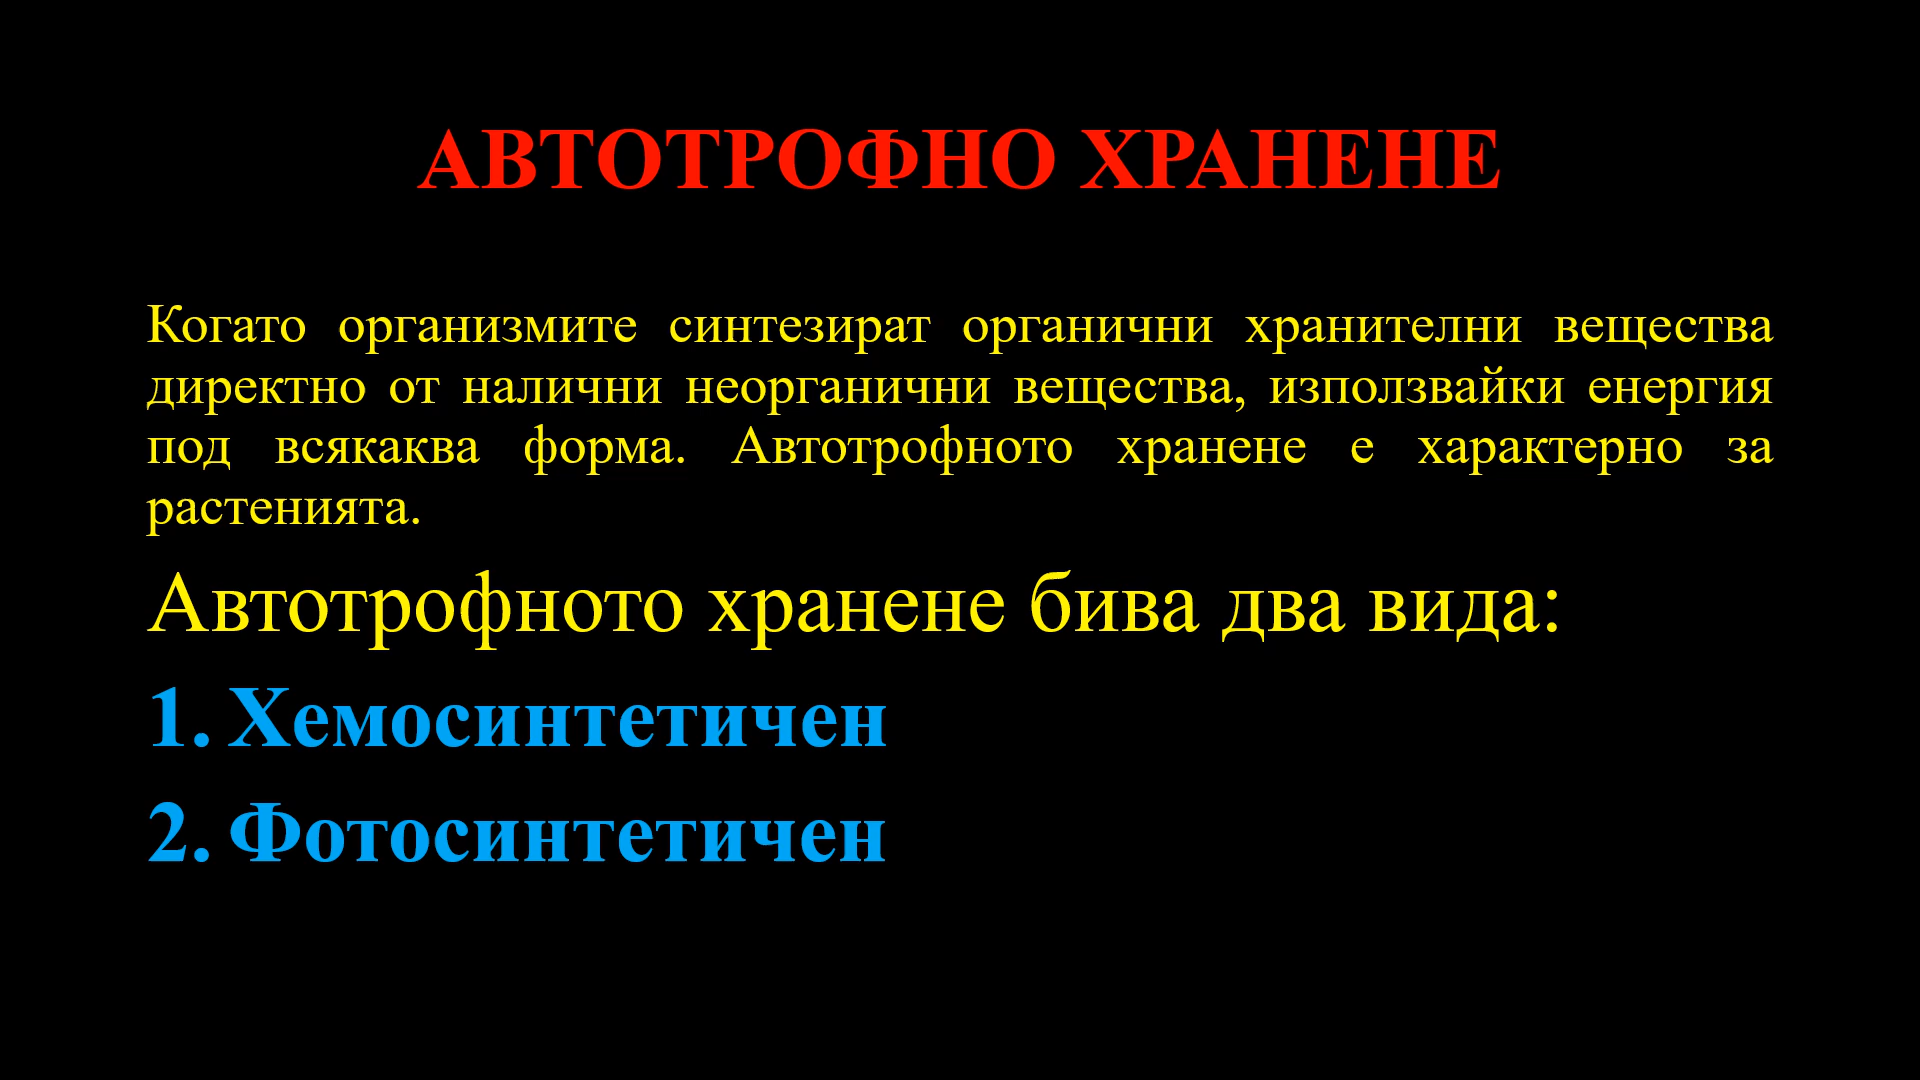 АВТОТРОФНО ХРАНЕНЕ
Когато организмите синтезират органични хранителни вещества
директно от налични неорганични вещества, използвайки енергия
под всякаква форма. Автотрофното хранене е характерно за
растенията.
Автотрофното хранене бива два вида:
1. Хемосинтетичен
2. Фотосинтетичен